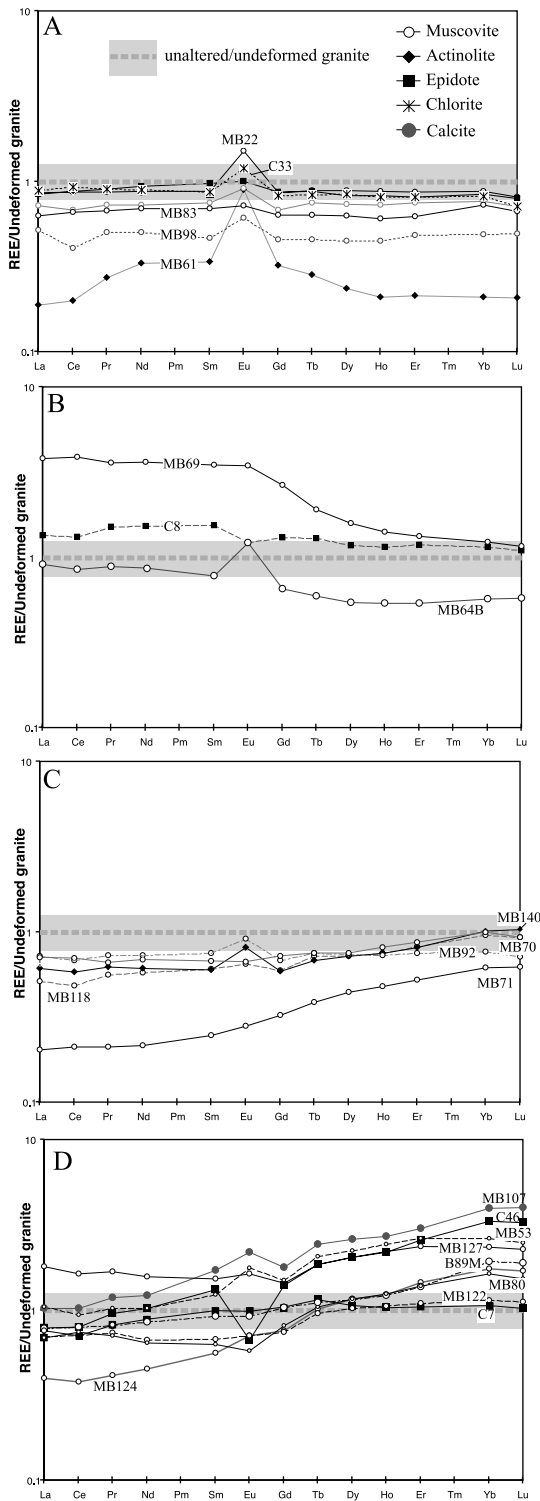 A
10
unaltered/undeformed granite
Muscovite
Actinolite
Epidote
Chlorite
Calcite
REE/Undeformed granite
MB22
C33
1
MB83
MB98
MB61
0.1
La Ce Pr Nd Pm Sm Eu Gd Tb Dy Ho Er Tm Yb Lu
B
10
REE/Undeformed granite
MB69
C8
1
MB64B
0.1
La Ce Pr Nd Pm Sm Eu Gd Tb Dy Ho Er Tm Yb Lu
C
10
REE/Undeformed granite
1
MB140
MB92
MB70
MB118
MB71
0.1
La Ce Pr Nd Pm Sm Eu Gd Tb Dy Ho Er Tm Yb Lu
D
10
REE/Undeformed granite
MB107
C46
MB53
MB127
B89M
MB80
MB122
1
C7
MB124
0.1
La Ce Pr Nd Pm Sm Eu Gd Tb Dy Ho Er Tm Yb Lu